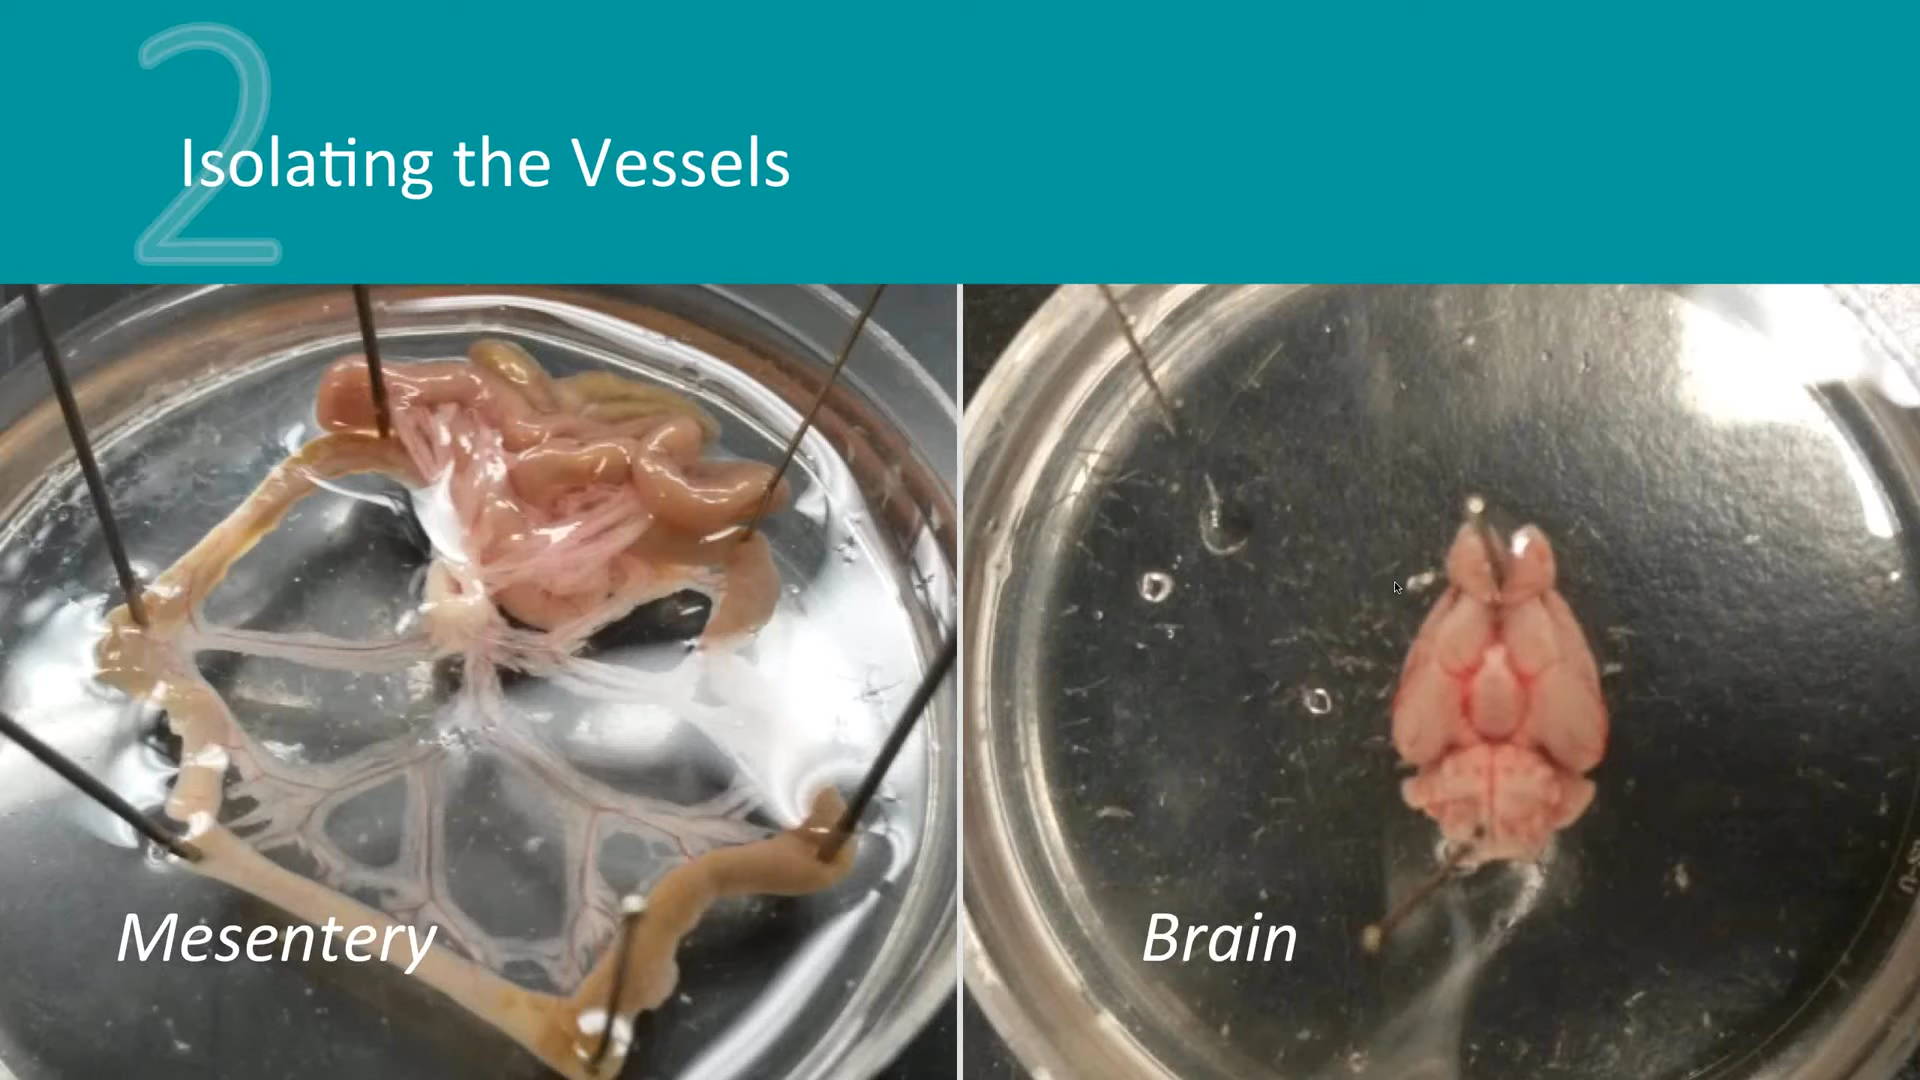 2
Isolating the Vessels
Mesentery
Brain